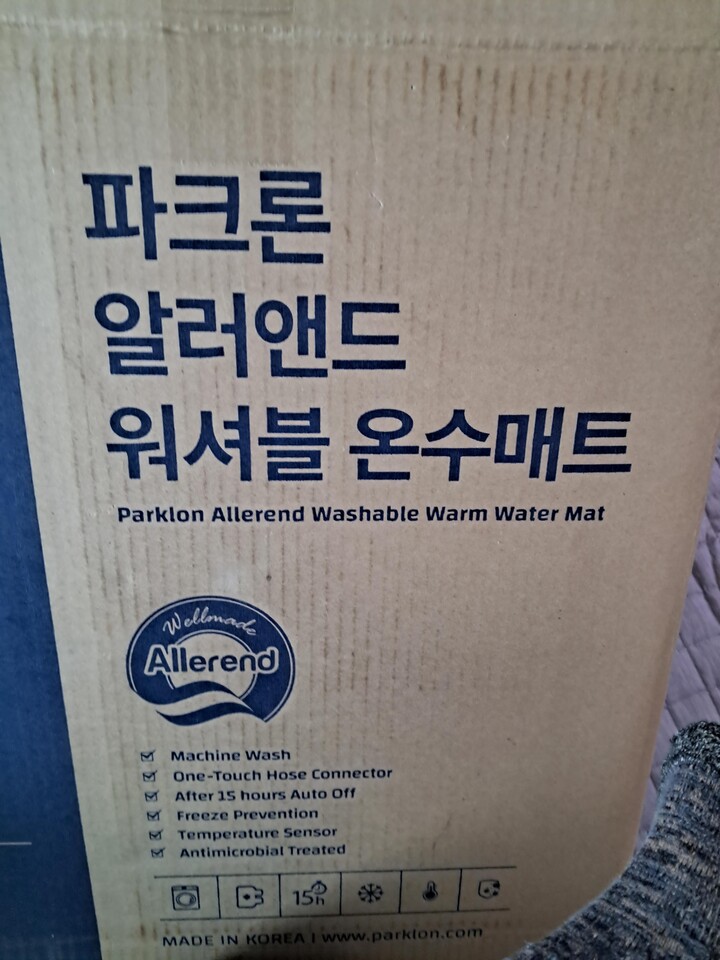 파크론
알러앤드
워셔블 온수매트
Parklon Allerend Washable Warm Water Mat
Wellmade
Allerend
Machine Wash
One-Touch Hose Connector
After 15 hours Auto Off
Freeze Prevention
Temperature Sensor
Antimicrobial Treated
15h
MADE IN KOREA I www.parklon.com